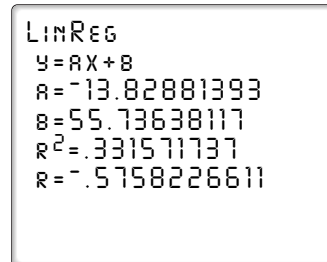 LINREG
Y=AX+B
A=⁻13.82881393
B=55.73638117
R²=.331571737
R=⁻.5758226611